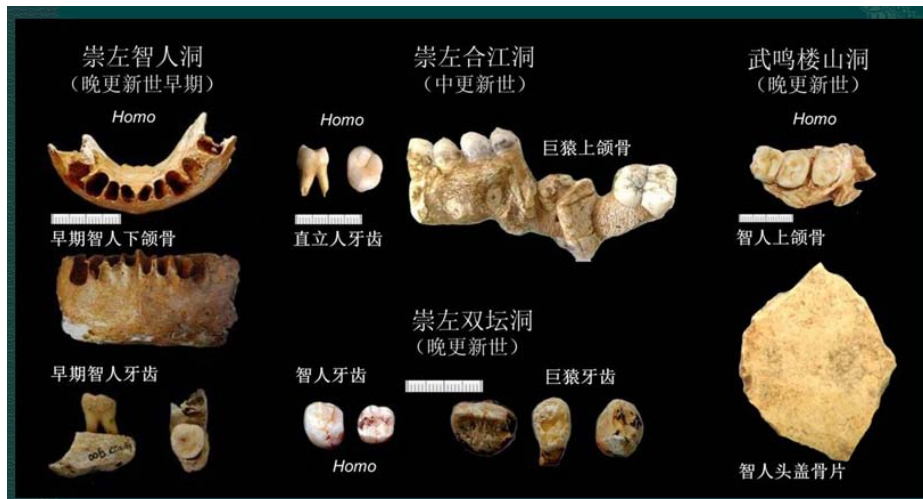 崇左智人洞
(晚更新世早期)
Homo
早期智人下颌骨
早期智人牙齿
崇左合江洞
(中更新世)
Homo
直立人牙齿
巨猿上颌骨
崇左双坛洞
(晚更新世)
智人牙齿
Homo
巨猿牙齿
武鸣楼山洞
(晚更新世)
Homo
智人上颌骨
智人头盖骨片